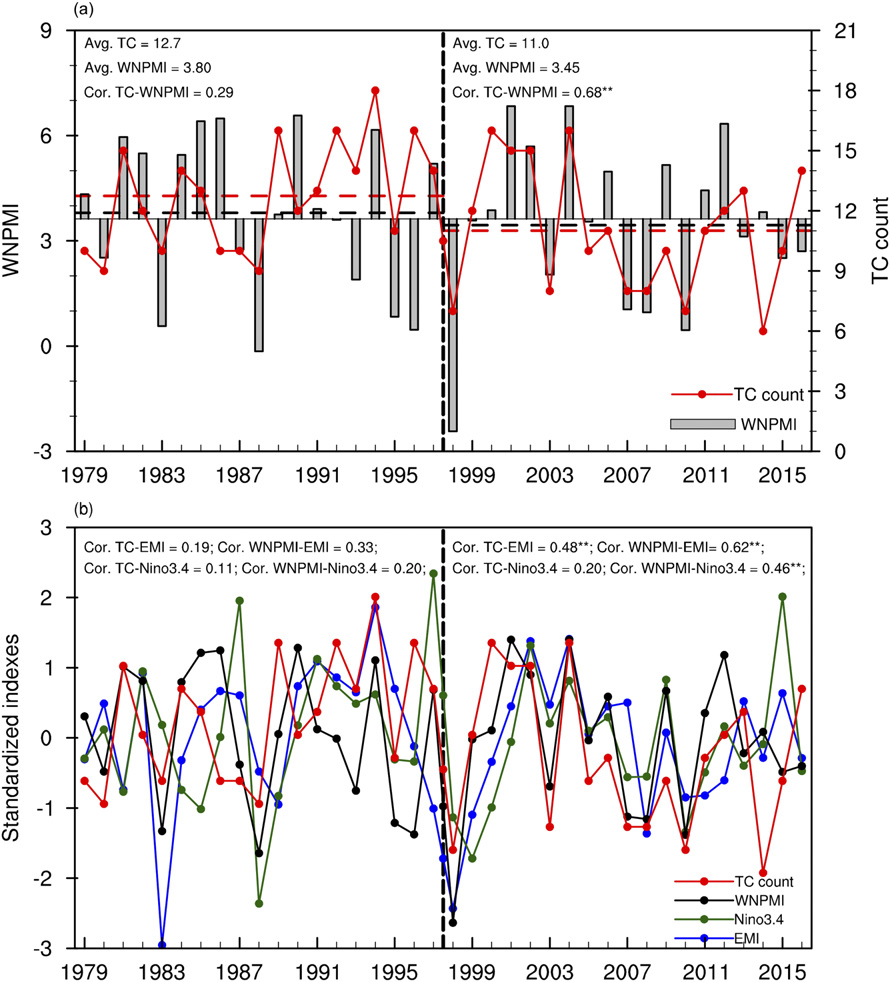 (a)
9
6
3
0
-3
WNPMI
Avg. TC = 12.7
Avg. WNPMI = 3.80
Cor. TC-WNPMI = 0.29
Avg. TC = 11.0
Avg. WNPMI = 3.45
Cor. TC-WNPMI = 0.68**
21
18
15
12
9
6
3
0
TC count
TC count
WNPMI
1979 1983 1987 1991 1995 1999 2003 2007 2011 2015
(b)
3
2
1
0
-1
-2
-3
Standardized indexes
Cor. TC-EMI = 0.19; Cor. WNPMI-EMI = 0.33;
Cor. TC-Nino3.4 = 0.11; Cor. WNPMI-Nino3.4 = 0.20;
Cor. TC-EMI = 0.48**; Cor. WNPMI-EMI= 0.62**;
Cor. TC-Nino3.4 = 0.20; Cor. WNPMI-Nino3.4 = 0.46**;
TC count
WNPMI
Nino3.4
EMI
1979 1983 1987 1991 1995 1999 2003 2007 2011 2015